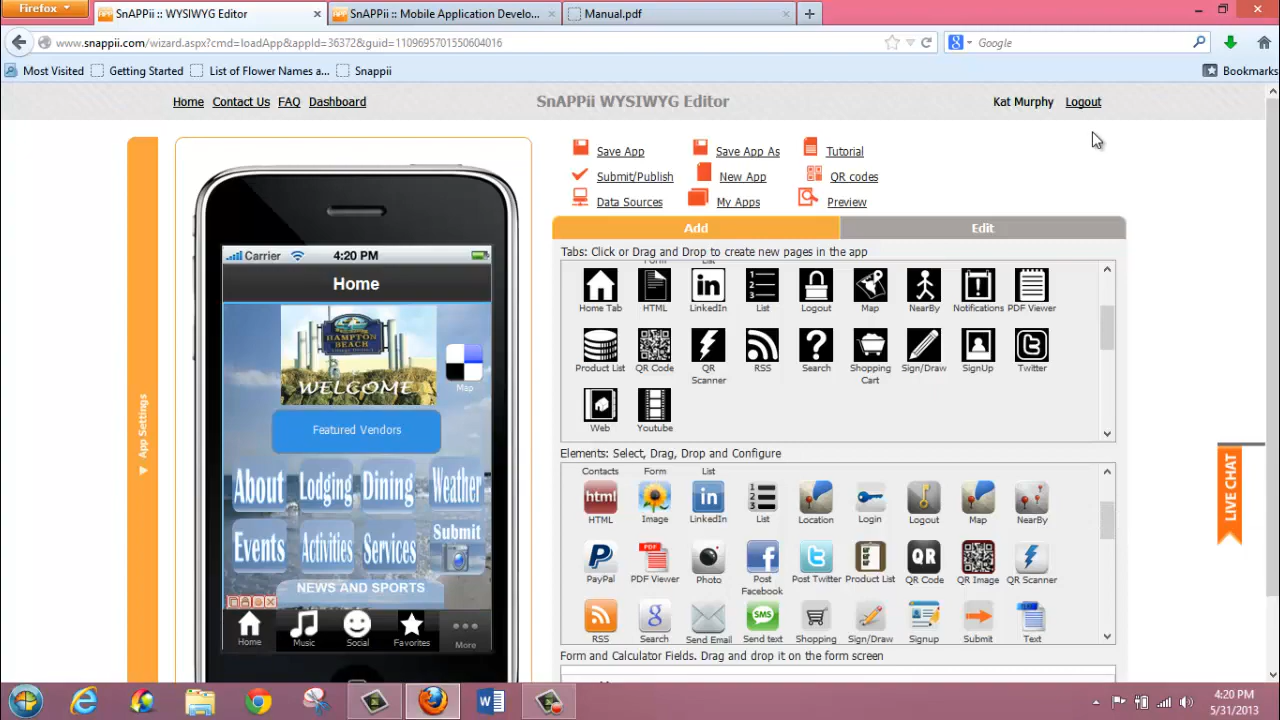 Firefox
SnAPPii :: WYSIWYG Editor
SnAPPii :: Mobile Application Develo...
Manual.pdf
www.snappii.com/wizard.aspx?cmd=loadApp&appId=36372&guid=1109695701550604016
Google
Most Visited
Getting Started
List of Flower Names a...
Snappii
Bookmarks
Home
Contact Us
FAQ
Dashboard
SnAPPii WYSIWYG Editor
Kat Murphy
Logout
Save App
Save App As
Tutorial
Submit/Publish
New App
QR codes
Data Sources
My Apps
Preview
Add
Edit
Tabs: Click or Drag and Drop to create new pages in the app
Form
List
Home Tab
HTML
LinkedIn
List
Logout
Map
NearBy
Notifications
PDF Viewer
Product List
QR Code
QR Scanner
RSS
Search
Shopping Cart
Sign/Draw
SignUp
Twitter
Web
Youtube
Elements: Select, Drag, Drop and Configure
Contacts
Form
List
HTML
Image
LinkedIn
List
Location
Login
Logout
Map
NearBy
PayPal
PDF Viewer
Photo
Post Facebook
Post Twitter
Product List
QR Code
QR Image
QR Scanner
RSS
Search
Send Email
Send text
Shopping
Sign/Draw
Signup
Submit
Text
Form and Calculator Fields. Drag and drop it on the form screen
App Settings
Carrier
4:20 PM
Home
HAMPTON
BEACH
WELCOME
Map
Featured Vendors
About
Lodging
Dining
Weather
Events
Activities
Services
Submit
NEWS AND SPORTS
Home
Music
Social
Favorites
More
LIVE CHAT
4:20 PM
5/31/2013